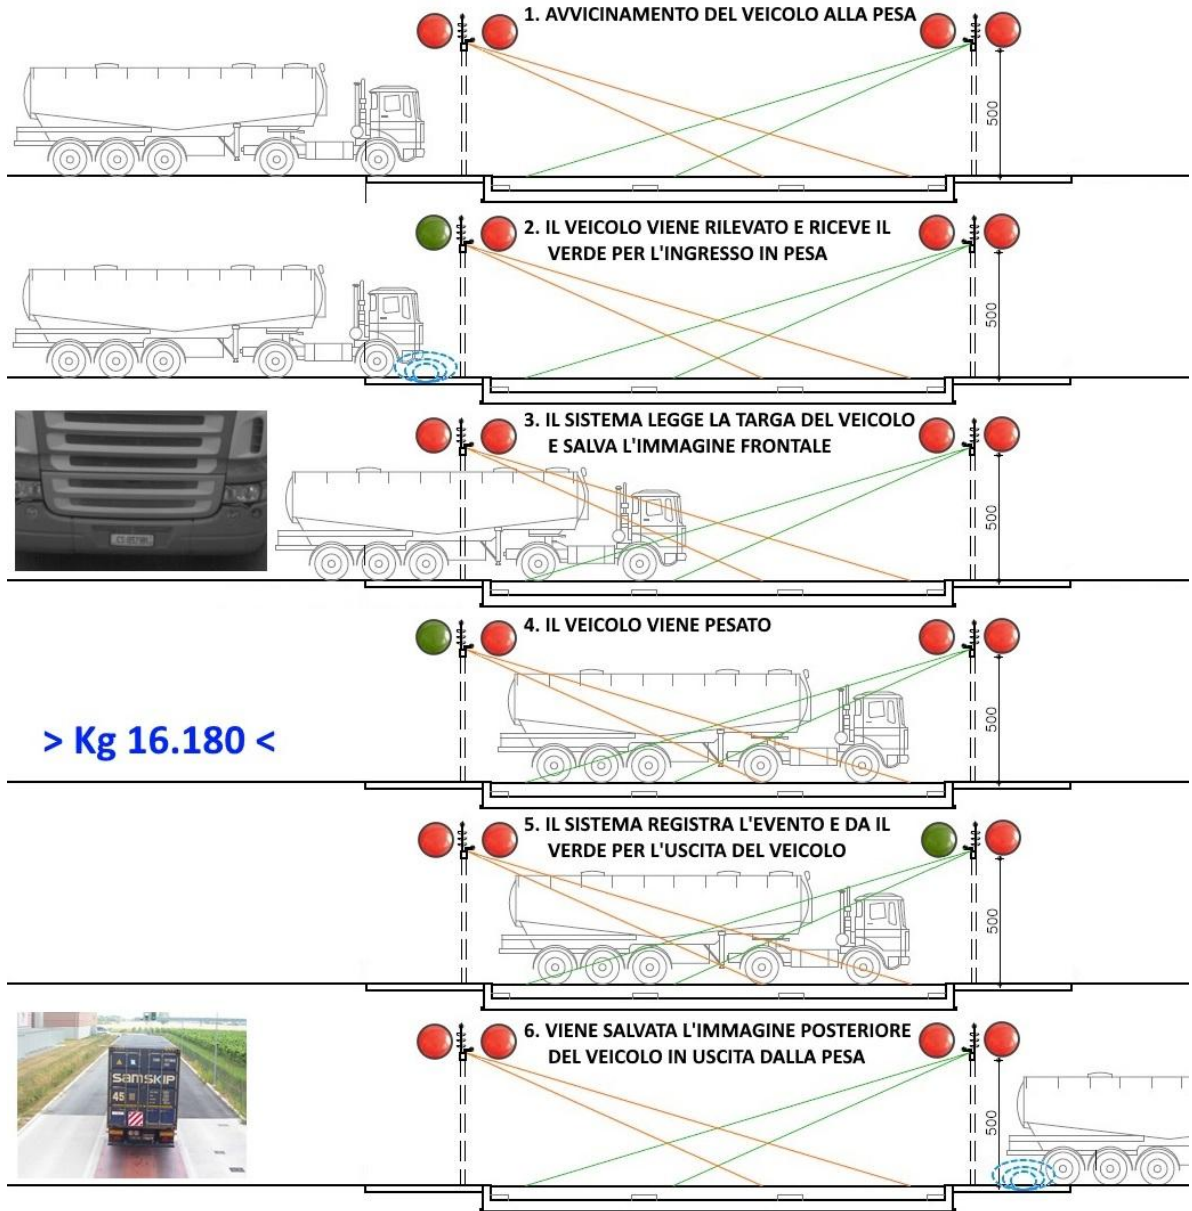 1. AVVICINAMENTO DEL VEICOLO ALLA PESA
500
2. IL VEICOLO VIENE RILEVATO E RICEVE IL
VERDE PER L'INGRESSO IN PESA
500
3. IL SISTEMA LEGGE LA TARGA DEL VEICOLO
E SALVA L'IMMAGINE FRONTALE
500
4. IL VEICOLO VIENE PESATO
500
> Kg 16.180 <
5. IL SISTEMA REGISTRA L'EVENTO E DA IL
VERDE PER L'USCITA DEL VEICOLO
500
6. VIENE SALVATA L'IMMAGINE POSTERIORE
DEL VEICOLO IN USCITA DALLA PESA
samskip
45
500